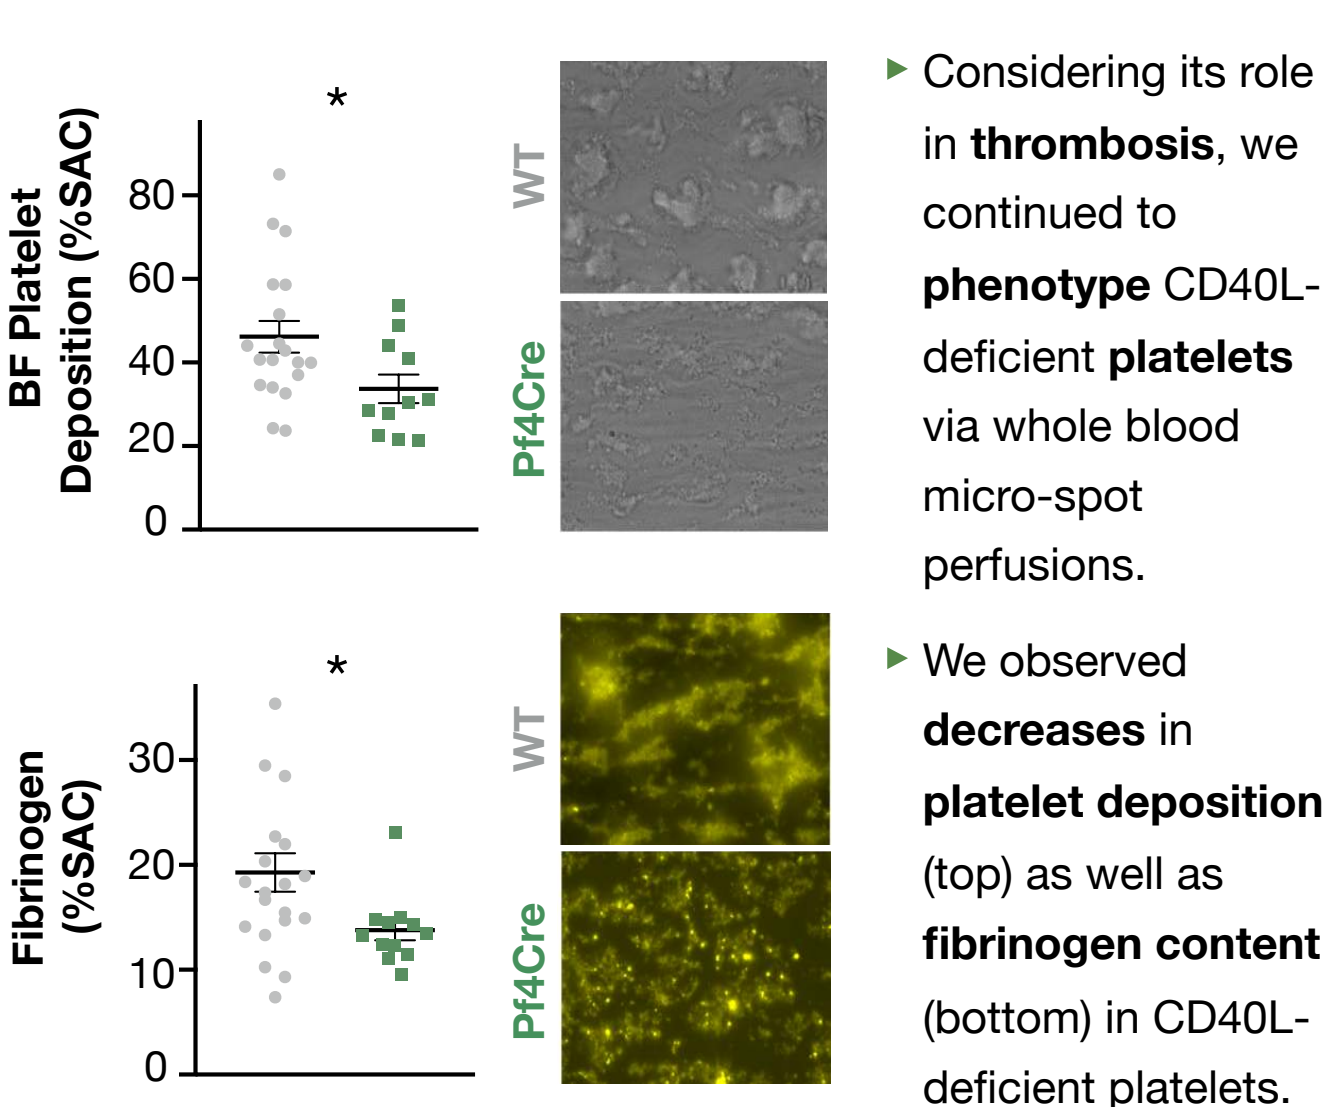 *
BF Platelet
Deposition (%SAC)
80
60
40
20
0
WT
Pf4Cre
*
Fibrinogen
(%SAC)
30
20
10
0
WT
Pf4Cre
Considering its role
in thrombosis, we
continued to
phenotype CD40L-
deficient platelets
via whole blood
micro-spot
perfusions.
We observed
decreases in
platelet deposition
(top) as well as
fibrinogen content
(bottom) in CD40L-
deficient platelets.